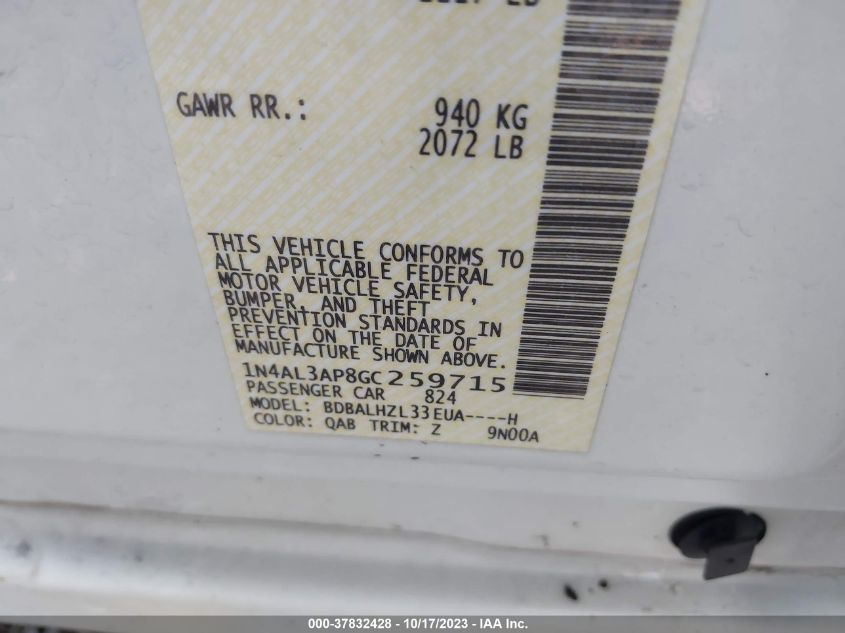 GAWR RR.: 940 KG
2072 LB
THIS VEHICLE CONFORMS TO
ALL APPLICABLE FEDERAL
MOTOR VEHICLE SAFETY,
BUMPER, AND THEFT
PREVENTION STANDARDS IN
EFFECT ON THE DATE OF
MANUFACTURE SHOWN ABOVE.
1N4AL3AP8GC259715
PASSENGER CAR 824
MODEL: BDBALHZL33EUA----H
COLOR: QAB TRIM: Z 9N00A
000-37832428 - 10/17/2023 - IAA Inc.